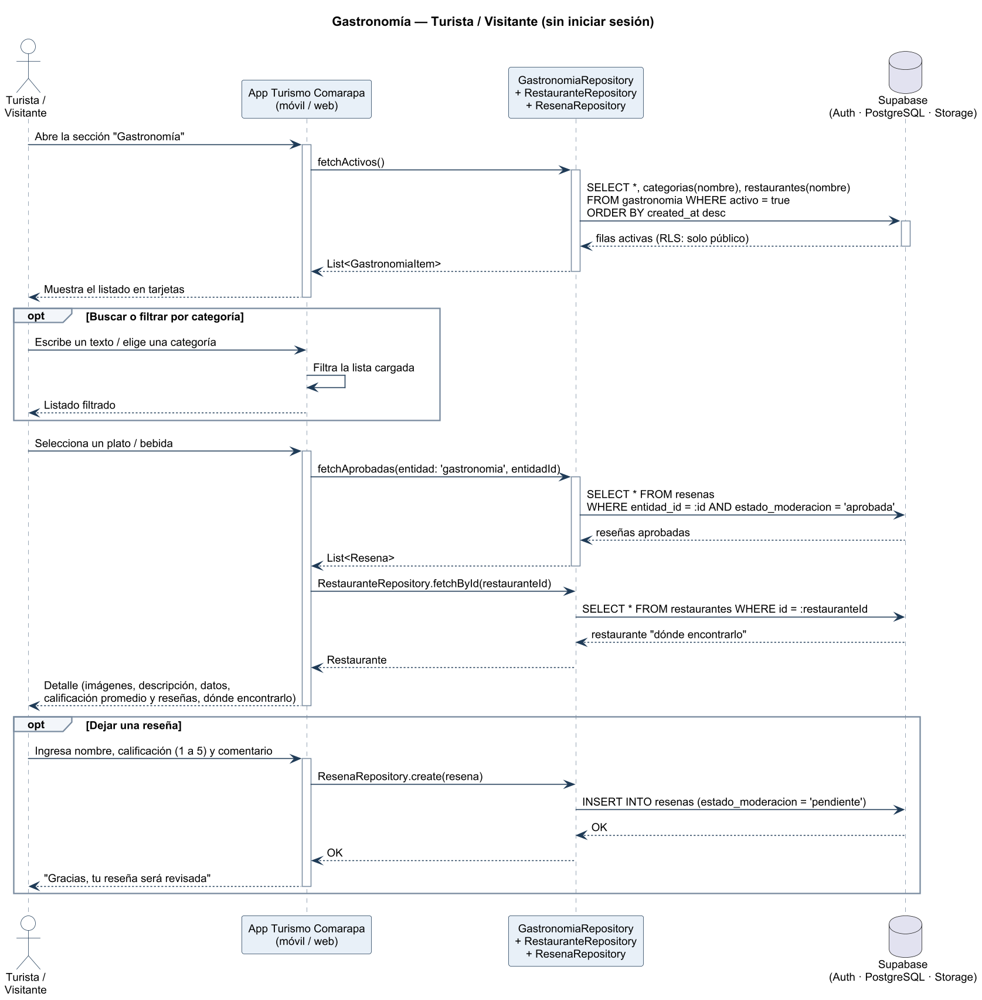 Gastronomía — Turista / Visitante (sin iniciar sesión)
Turista /
Visitante
App Turismo Comarapa
(móvil / web)
GastronomiaRepository
+ RestauranteRepository
+ ResenaRepository
Supabase
(Auth · PostgreSQL · Storage)
Abre la sección "Gastronomía"
fetchActivos()
SELECT *, categorias(nombre), restaurantes(nombre)
FROM gastronomia WHERE activo = true
ORDER BY created_at desc
filas activas (RLS: solo público)
List<GastronomiaItem>
Muestra el listado en tarjetas
opt [Buscar o filtrar por categoría]
Escribe un texto / elige una categoría
Filtra la lista cargada
Listado filtrado
Selecciona un plato / bebida
fetchAprobadas(entidad: 'gastronomia', entidadId)
SELECT * FROM resenas
WHERE entidad_id = :id AND estado_moderacion = 'aprobada'
reseñas aprobadas
List<Resena>
RestauranteRepository.fetchById(restauranteId)
SELECT * FROM restaurantes WHERE id = :restauranteId
restaurante "dónde encontrarlo"
Restaurante
Detalle (imágenes, descripción, datos,
calificación promedio y reseñas, dónde encontrarlo)
opt [Dejar una reseña]
Ingresa nombre, calificación (1 a 5) y comentario
ResenaRepository.create(resena)
INSERT INTO resenas (estado_moderacion = 'pendiente')
OK
OK
"Gracias, tu reseña será revisada"
Turista /
Visitante
App Turismo Comarapa
(móvil / web)
GastronomiaRepository
+ RestauranteRepository
+ ResenaRepository
Supabase
(Auth · PostgreSQL · Storage)